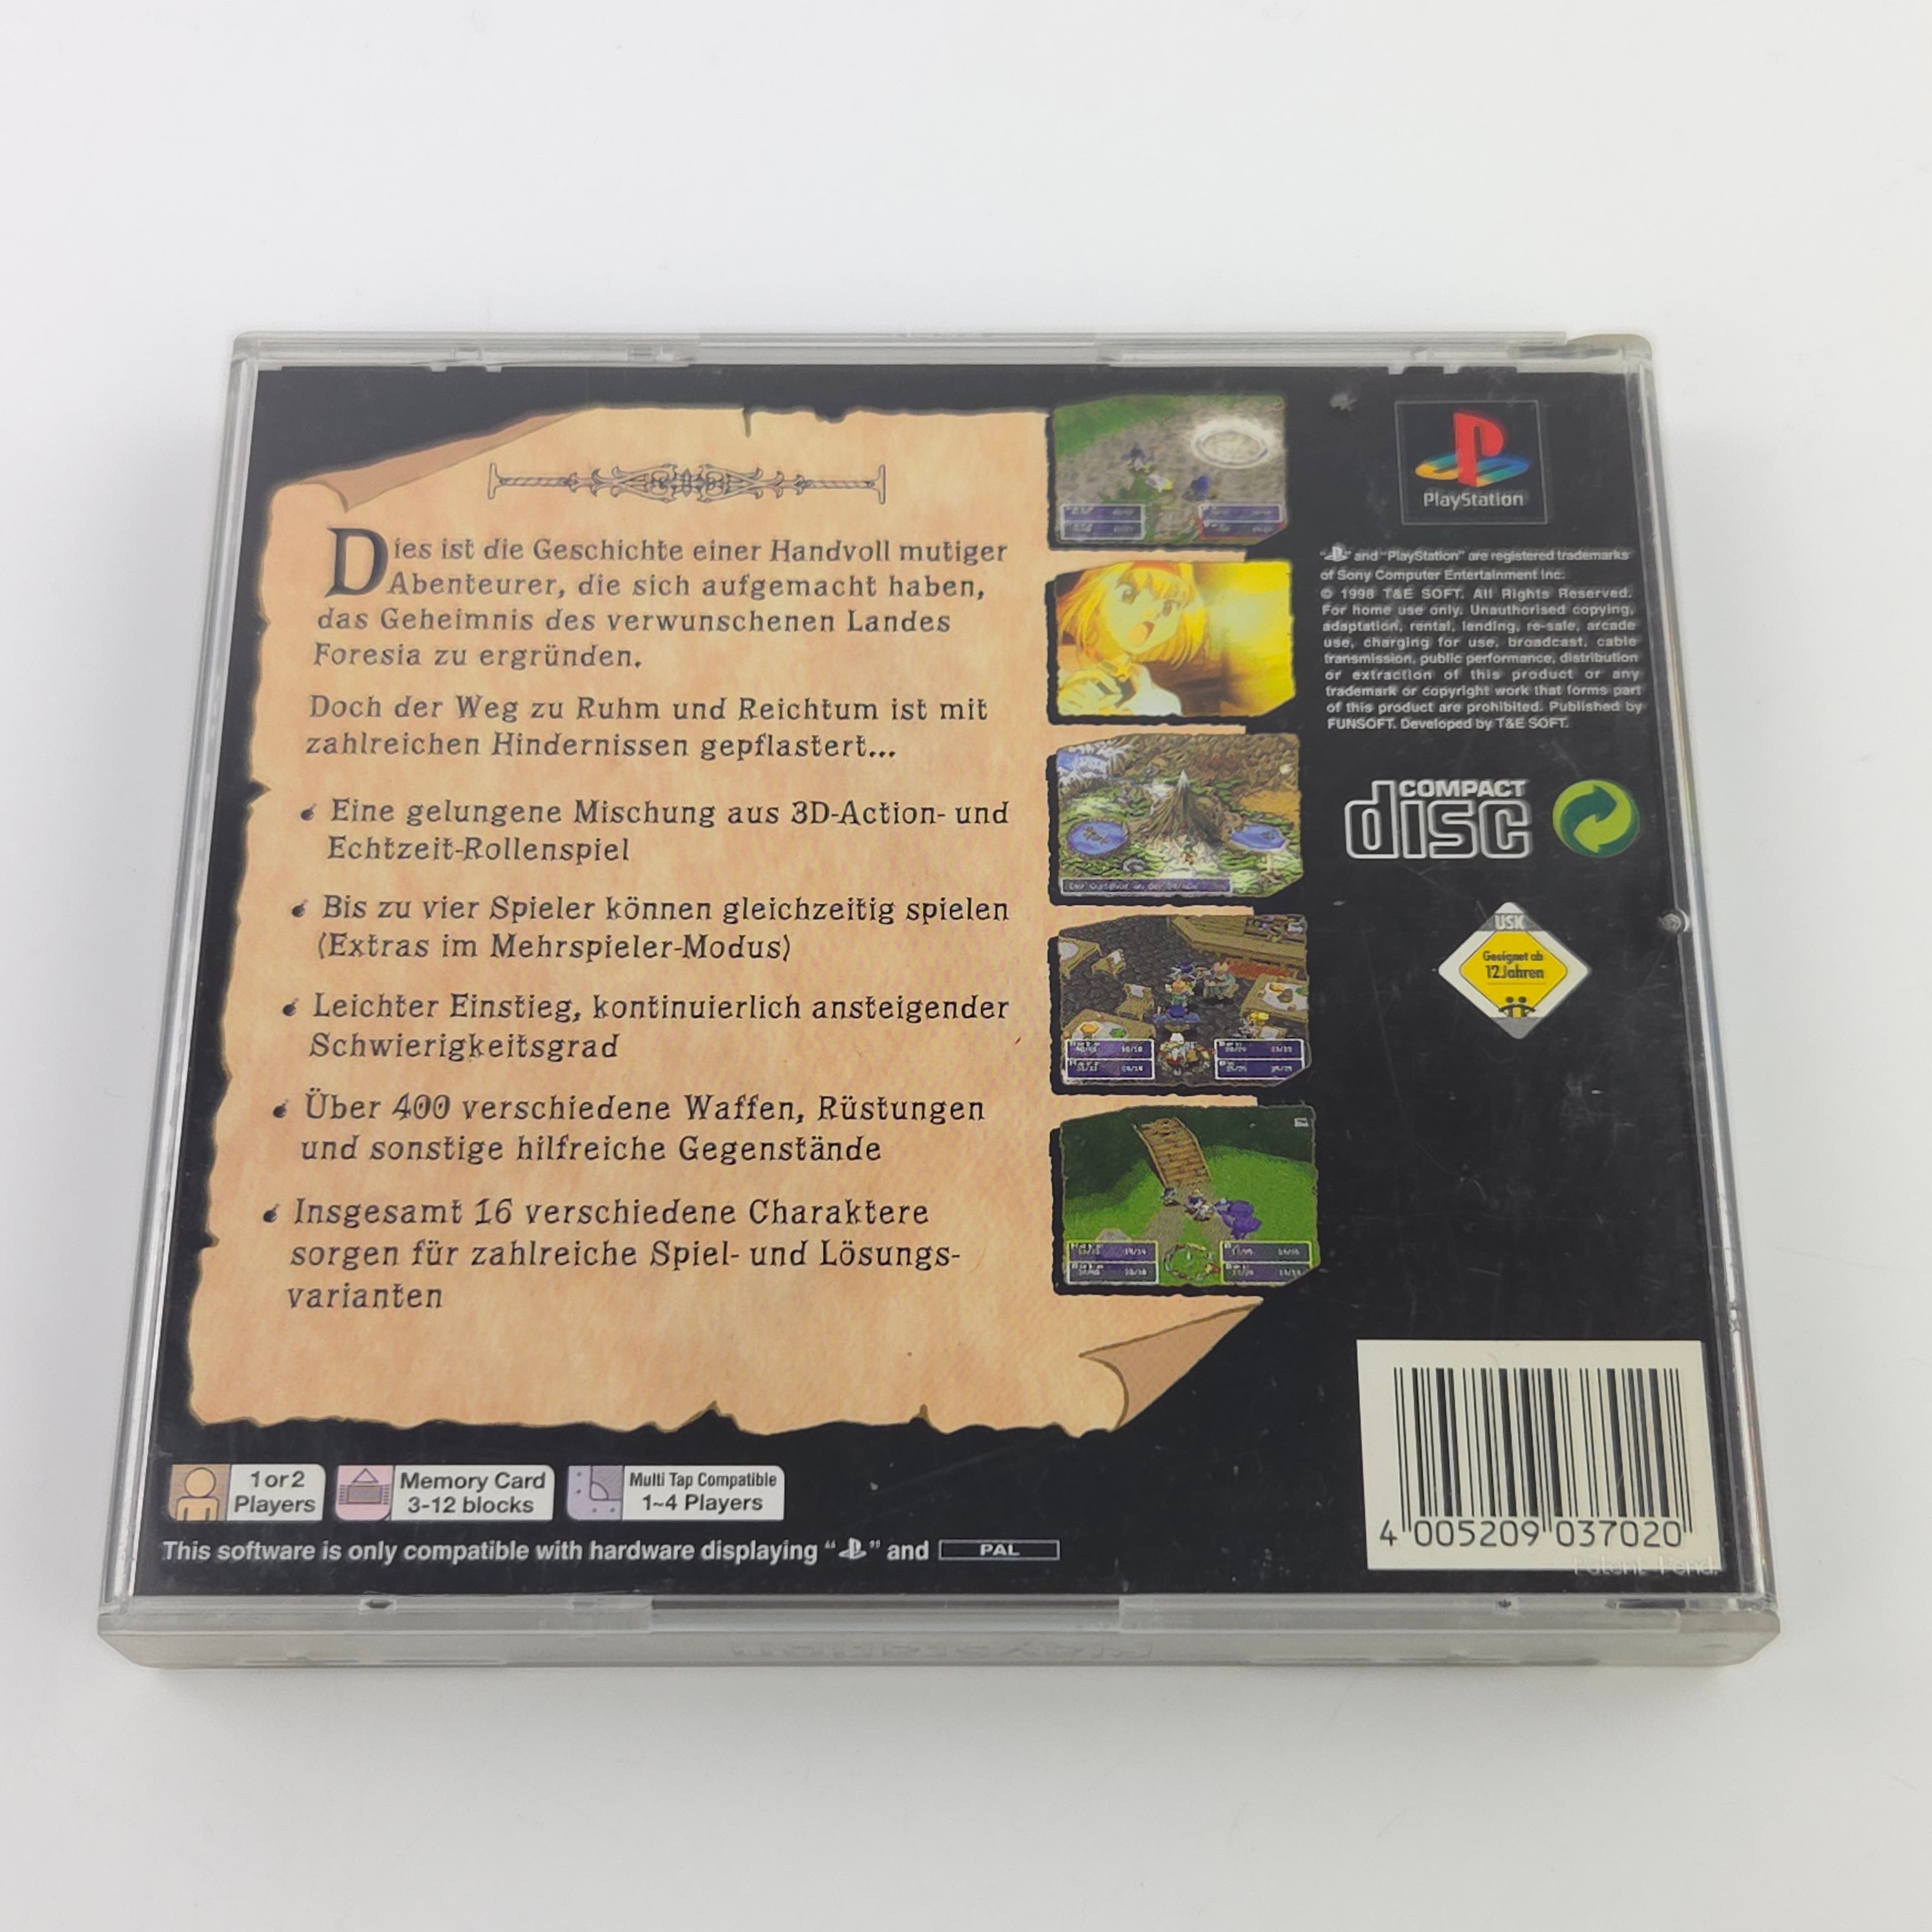 Dies ist die Geschichte einer Handvoll mutiger
Abenteurer, die sich aufgemacht haben,
das Geheimnis des verwunschenen Landes
Foresia zu ergründen.
Doch der Weg zu Ruhm und Reichtum ist mit
zahlreichen Hindernissen gepflastert...
Eine gelungene Mischung aus 3D-Action- und
Echtzeit-Rollenspiel
Bis zu vier Spieler können gleichzeitig spielen
(Extras im Mehrspieler-Modus)
Leichter Einstieg, kontinuierlich ansteigender
Schwierigkeitsgrad
Über 400 verschiedene Waffen, Rüstungen
und sonstige hilfreiche Gegenstände
Insgesamt 16 verschiedene Charaktere
sorgen für zahlreiche Spiel- und Lösungs-
varianten
PlayStation
" " and "PlayStation" are registered trademarks
of Sony Computer Entertainment Inc.
© 1998 T&E SOFT. All Rights Reserved.
For home use only. Unauthorised copying,
adaptation, rental, lending, re-sale, arcade
use, charging for use, broadcast, cable
transmission, public performance, distribution
or extraction of this product or any
trademark or copyright work that forms part
of this product are prohibited. Published by
FUNSOFT. Developed by T&E SOFT.
COMPACT
disc
USK
Geeignet ab
12 Jahren
1 or 2
Players
Memory Card
3-12 blocks
Multi Tap Compatible
1~4 Players
This software is only compatible with hardware displaying " " and PAL
4 005209 037020
Patent Pend.